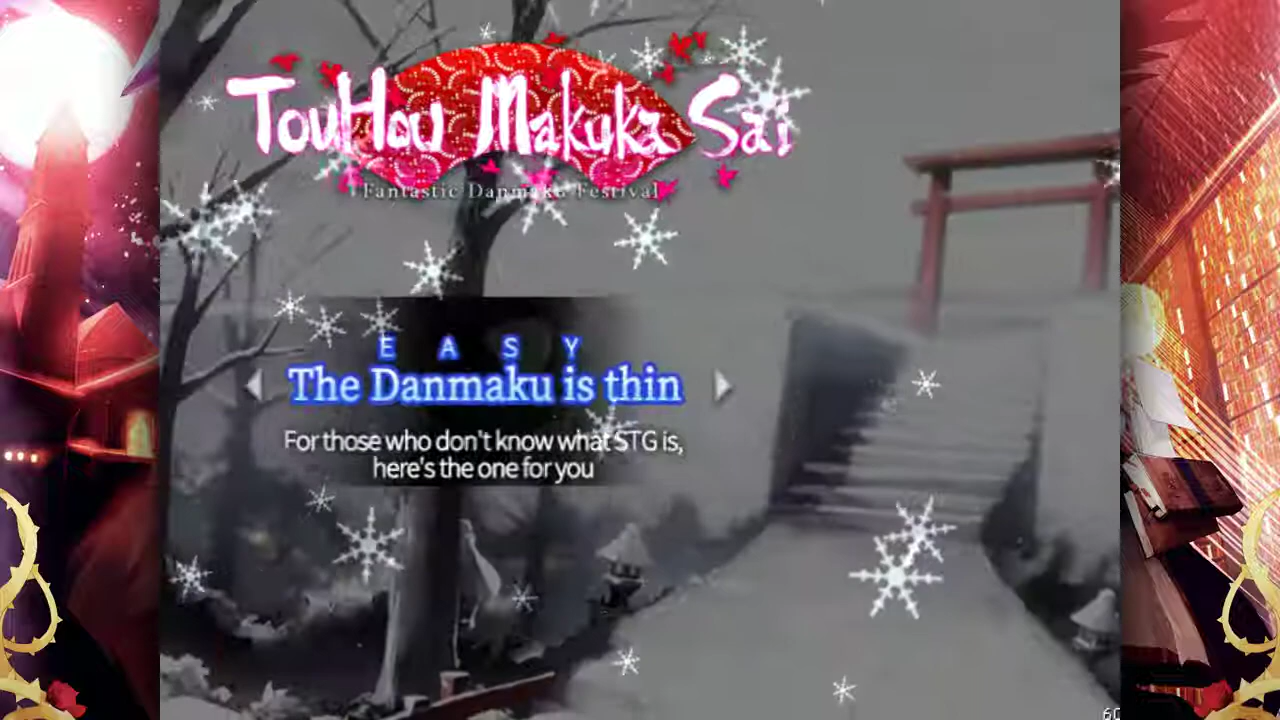 TouHou Makuka Sai
Fantastic Danmaku Festival
EASY
The Danmaku is thin
For those who don't know what STG is,
here's the one for you
60